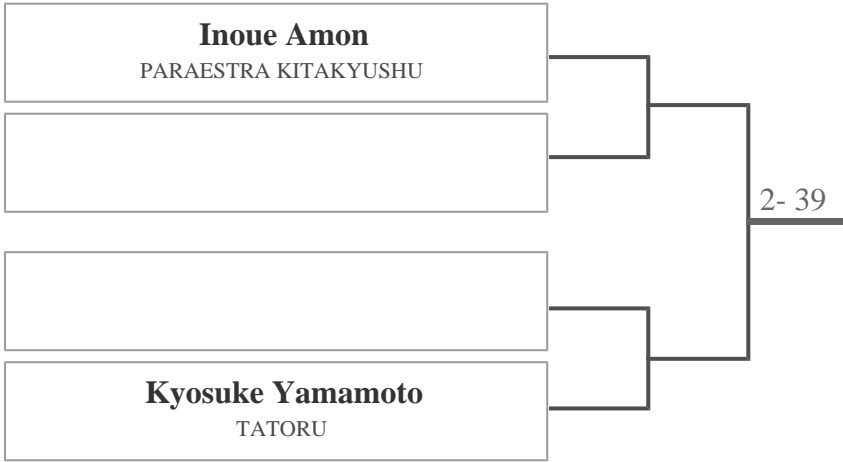 Inoue Amon
PARAESTRA KITAKYUSHU
2- 39
Kyosuke Yamamoto
TATORU